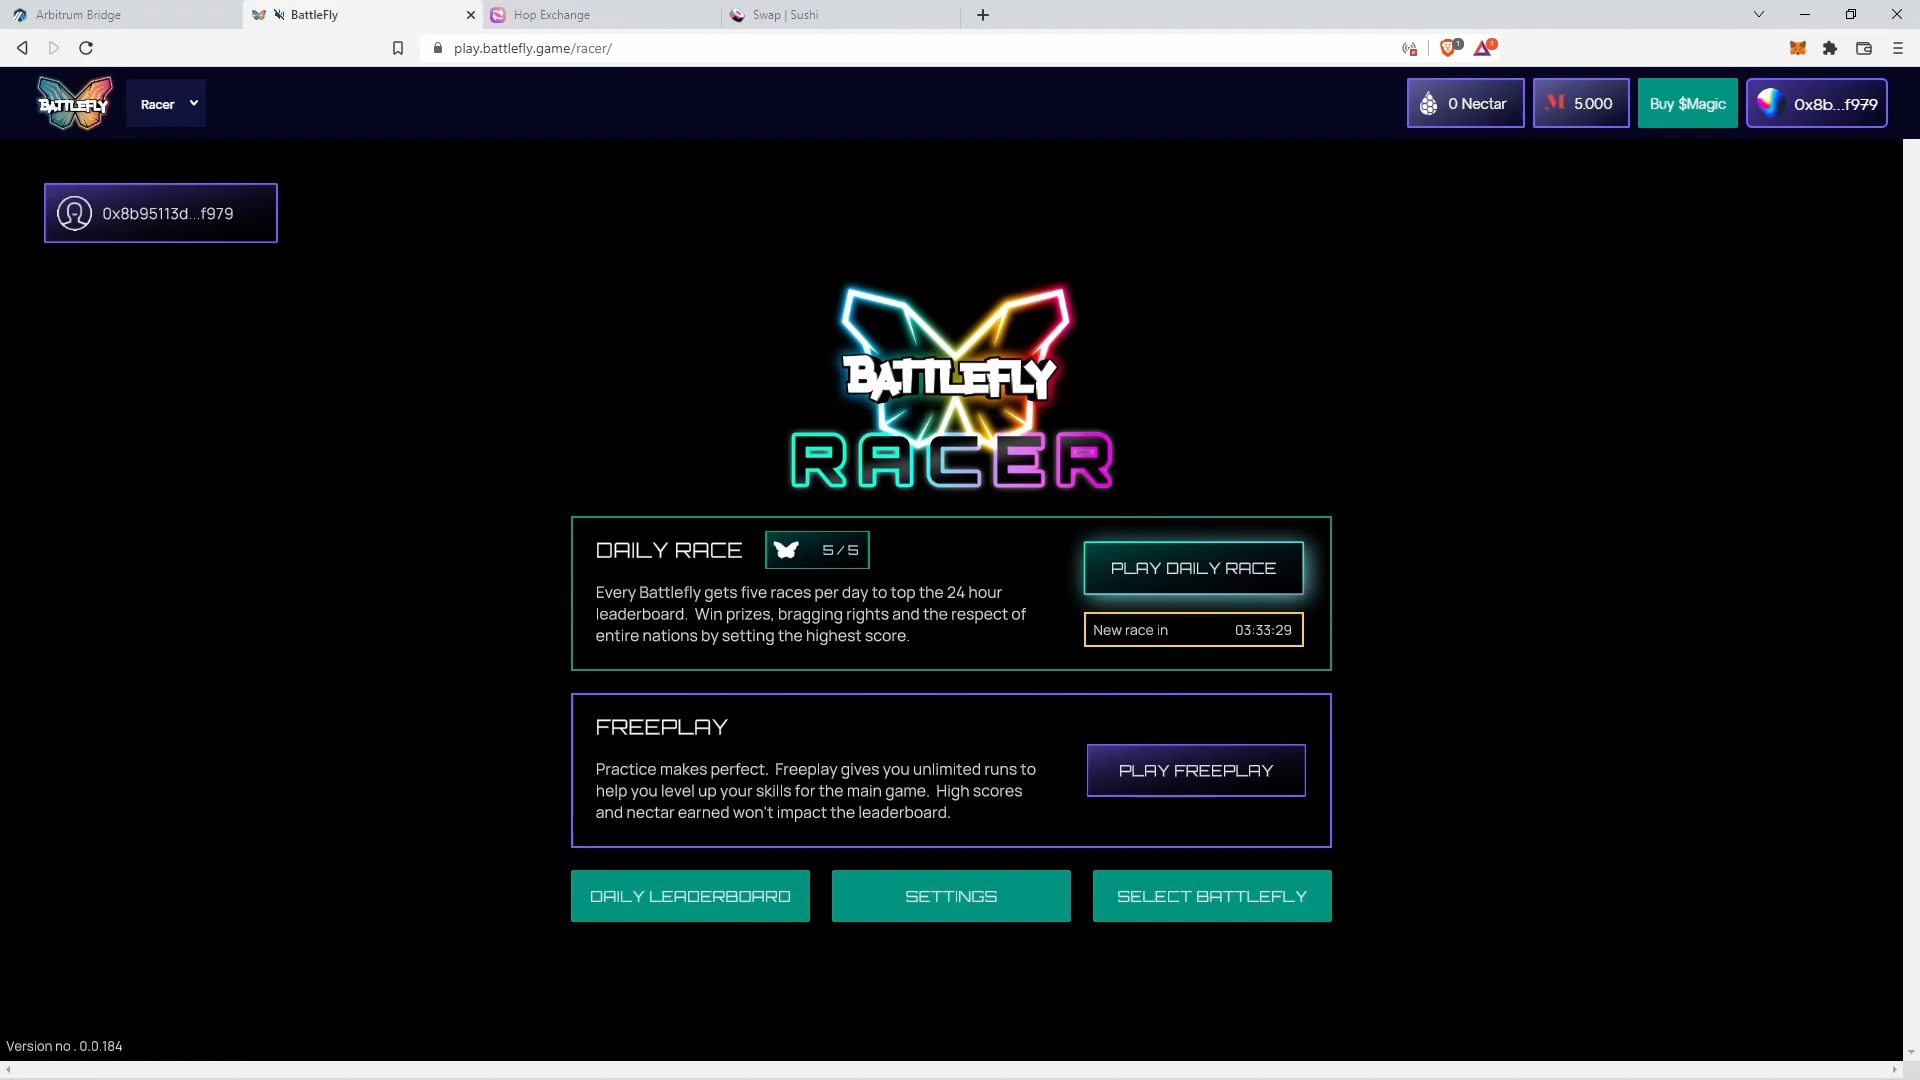 Arbitrum Bridge
BattleFly
Hop Exchange
Swap | Sushi
play.battlefly.game/racer/
1
1
BATTLEFLY
Racer
0 Nectar
5.000
Buy $Magic
0x8b...f979
0x8b95113d...f979
BATTLEFLY
RACER
DAILY RACE
5/5
Every Battlefly gets five races per day to top the 24 hour
leaderboard. Win prizes, bragging rights and the respect of
entire nations by setting the highest score.
PLAY DAILY RACE
New race in 03:33:29
FREEPLAY
Practice makes perfect. Freeplay gives you unlimited runs to
help you level up your skills for the main game. High scores
and nectar earned won't impact the leaderboard.
PLAY FREEPLAY
DAILY LEADERBOARD
SETTINGS
SELECT BATTLEFLY
Version no . 0.0.184